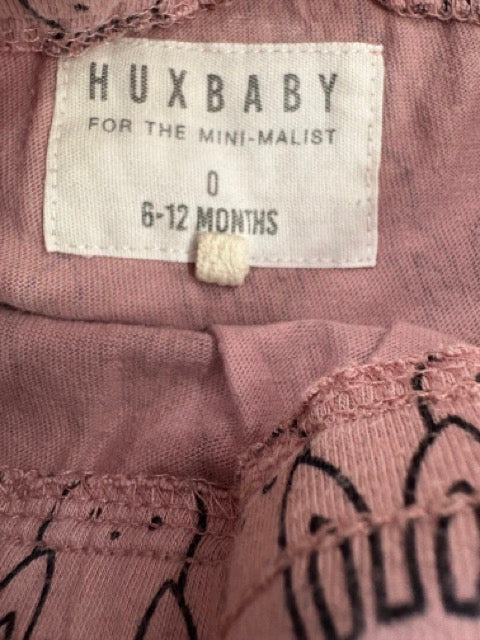 HUXBABY
FOR THE MINI-MALIST
0
6-12 MONTHS